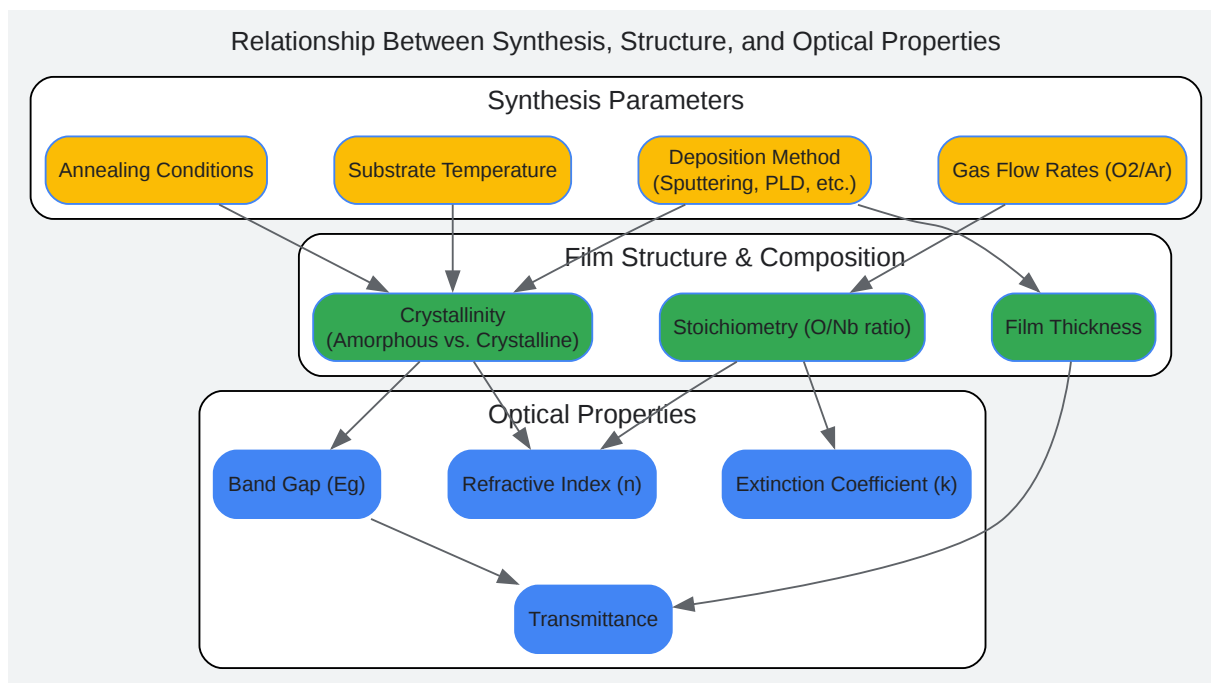 Relationship Between Synthesis, Structure, and Optical Properties
Synthesis Parameters
Annealing Conditions
Substrate Temperature
Deposition Method
(Sputtering, PLD, etc.)
Gas Flow Rates (O2/Ar)
Film Structure & Composition
Crystallinity
(Amorphous vs. Crystalline)
Stoichiometry (O/Nb ratio)
Film Thickness
Optical Properties
Band Gap (Eg)
Refractive Index (n)
Extinction Coefficient (k)
Transmittance